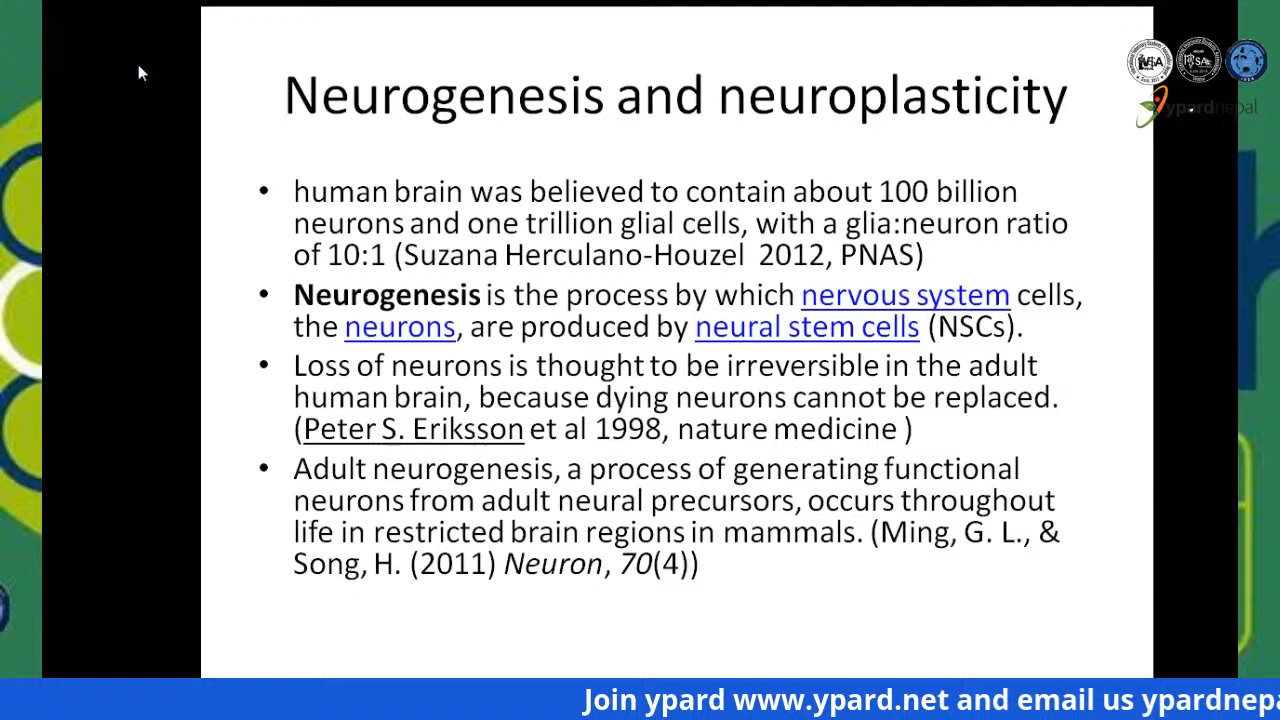 Neurogenesis and neuroplasticity
• human brain was believed to contain about 100 billion
neurons and one trillion glial cells, with a glia:neuron ratio
of 10:1 (Suzana Herculano-Houzel 2012, PNAS)
• Neurogenesis is the process by which nervous system cells,
the neurons, are produced by neural stem cells (NSCs).
• Loss of neurons is thought to be irreversible in the adult
human brain, because dying neurons cannot be replaced.
(Peter S. Eriksson et al 1998, nature medicine )
• Adult neurogenesis, a process of generating functional
neurons from adult neural precursors, occurs throughout
life in restricted brain regions in mammals. (Ming, G. L., &
Song, H. (2011) Neuron, 70(4))
ypardnepal
Join ypard www.ypard.net and email us ypardnepa